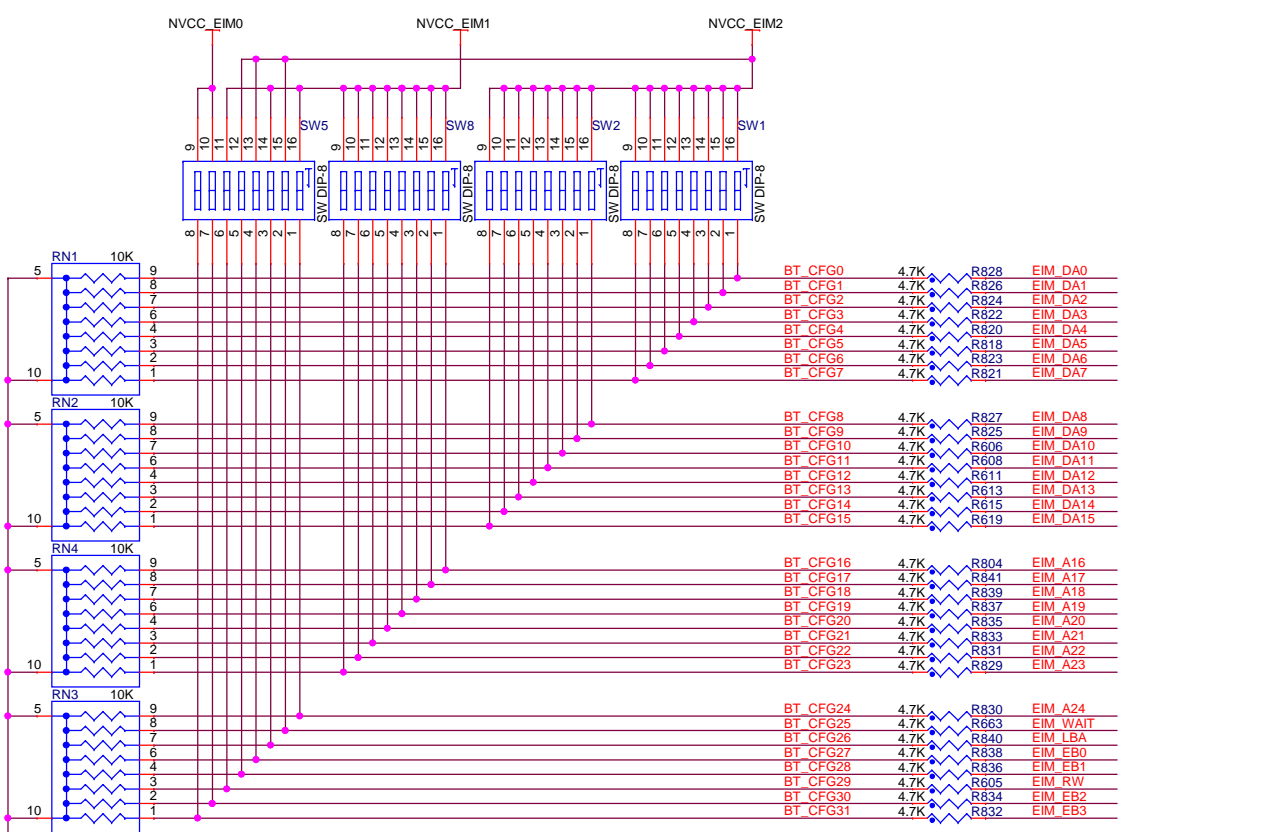 NVCC_EIM0 NVCC_EIM1 NVCC_EIM2
SW5 SW8 SW2 SW1
9 10 11 12 13 14 15 16 9 10 11 12 13 14 15 16 9 10 11 12 13 14 15 16 9 10 11 12 13 14 15 16
SW DIP-8 SW DIP-8 SW DIP-8 SW DIP-8
8 7 6 5 4 3 2 1 8 7 6 5 4 3 2 1 8 7 6 5 4 3 2 1 8 7 6 5 4 3 2 1
RN1 10K
5 9 BT_CFG0 4.7K R828 EIM_DA0
8 BT_CFG1 4.7K R826 EIM_DA1
7 BT_CFG2 4.7K R824 EIM_DA2
6 BT_CFG3 4.7K R822 EIM_DA3
4 BT_CFG4 4.7K R820 EIM_DA4
3 BT_CFG5 4.7K R818 EIM_DA5
2 BT_CFG6 4.7K R823 EIM_DA6
10 1 BT_CFG7 4.7K R821 EIM_DA7
RN2 10K
5 9 BT_CFG8 4.7K R827 EIM_DA8
8 BT_CFG9 4.7K R825 EIM_DA9
7 BT_CFG10 4.7K R606 EIM_DA10
6 BT_CFG11 4.7K R608 EIM_DA11
4 BT_CFG12 4.7K R611 EIM_DA12
3 BT_CFG13 4.7K R613 EIM_DA13
2 BT_CFG14 4.7K R615 EIM_DA14
10 1 BT_CFG15 4.7K R619 EIM_DA15
RN4 10K
5 9 BT_CFG16 4.7K R804 EIM_A16
8 BT_CFG17 4.7K R841 EIM_A17
7 BT_CFG18 4.7K R839 EIM_A18
6 BT_CFG19 4.7K R837 EIM_A19
4 BT_CFG20 4.7K R835 EIM_A20
3 BT_CFG21 4.7K R833 EIM_A21
2 BT_CFG22 4.7K R831 EIM_A22
10 1 BT_CFG23 4.7K R829 EIM_A23
RN3 10K
5 9 BT_CFG24 4.7K R830 EIM_A24
8 BT_CFG25 4.7K R663 EIM_WAIT
7 BT_CFG26 4.7K R840 EIM_LBA
6 BT_CFG27 4.7K R838 EIM_EB0
4 BT_CFG28 4.7K R836 EIM_EB1
3 BT_CFG29 4.7K R605 EIM_RW
2 BT_CFG30 4.7K R834 EIM_EB2
10 1 BT_CFG31 4.7K R832 EIM_EB3